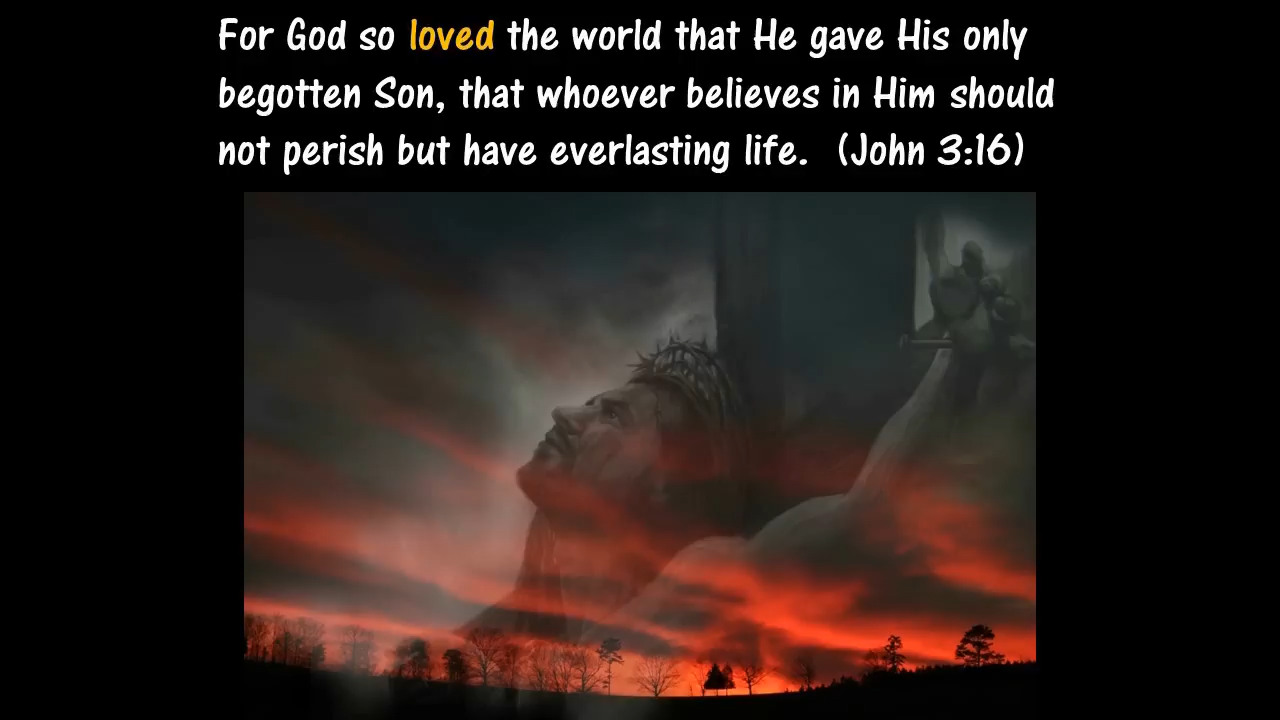 For God so loved the world that He gave His only
begotten Son, that whoever believes in Him should
not perish but have everlasting life. (John 3:16)